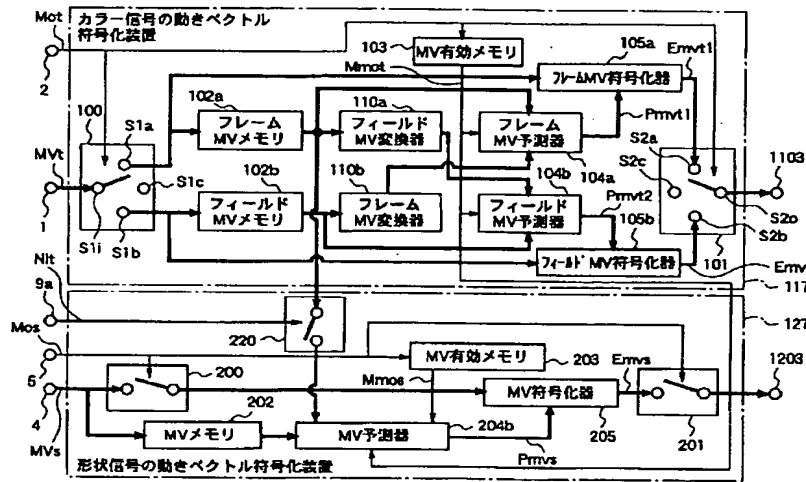 カラー信号の動きベクトル
符号化装置
Mot
2
103
MV有効メモリ
Mmot
105a
フレームMV符号化器
Emvt1
100
S1a
102a
フレーム
MVメモリ
110a
フィールド
MV変換器
フレーム
MV予測器
104a
Pmvt1
S2a
S2c
1103
MVt
1
S1c
S1i
S1b
102b
フィールド
MVメモリ
110b
フレーム
MV変換器
104b
フィールド
MV予測器
Pmvt2
105b
フィールドMV符号化器
S2o
S2b
101
Emv
117
Nit
9a
220
127
Mos
5
200
MV有効メモリ
203
Mmos
Emvs
1203
4
MVs
202
MVメモリ
MV予測器
204b
MV符号化器
205
201
Pmvs
形状信号の動きベクトル符号化装置